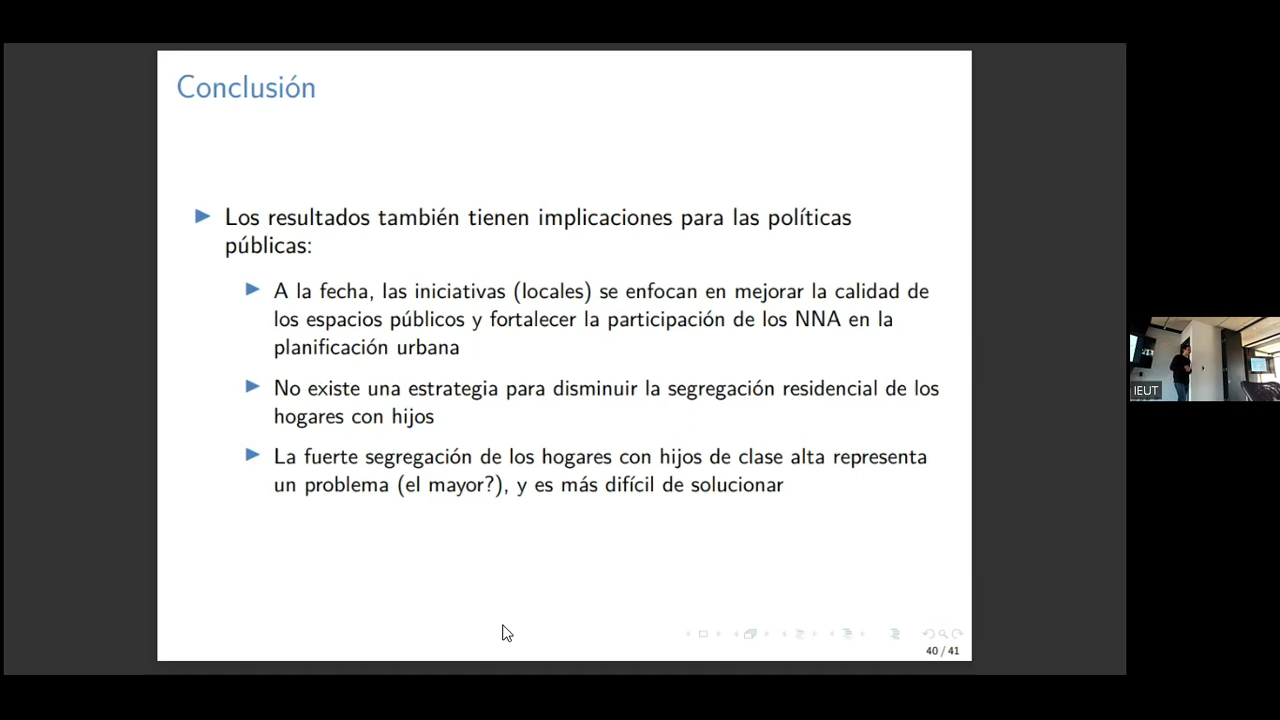 Conclusión
Los resultados también tienen implicaciones para las políticas
públicas:
A la fecha, las iniciativas (locales) se enfocan en mejorar la calidad de
los espacios públicos y fortalecer la participación de los NNA en la
planificación urbana
No existe una estrategia para disminuir la segregación residencial de los
hogares con hijos
La fuerte segregación de los hogares con hijos de clase alta representa
un problema (el mayor?), y es más difícil de solucionar
40 / 41
IEUT